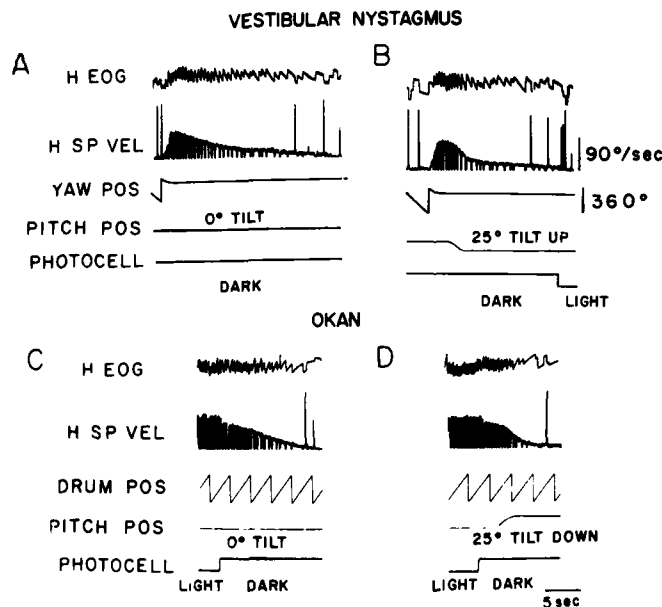 VESTIBULAR NYSTAGMUS
A
B
H EOG
H SP VEL
90°/sec
YAW POS
360°
PITCH POS
0° TILT
25° TILT UP
PHOTOCELL
DARK
DARK
LIGHT
OKAN
C
D
H EOG
H SP VEL
DRUM POS
PITCH POS
0° TILT
25° TILT DOWN
PHOTOCELL
LIGHT DARK
LIGHT DARK
5 sec